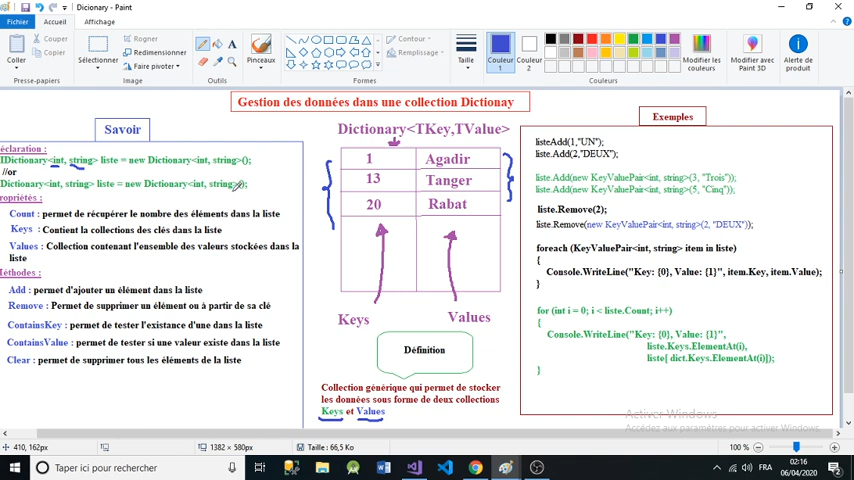 Dictionary - Paint
Fichier Accueil Affichage
Coller
Couper
Copier
Presse-papiers
Sélectionner
Rogner
Redimensionner
Faire pivoter
Image
Outils
Pinceaux
Formes
Contour
Remplissage
Taille
Couleur 1
Couleur 2
Couleurs
Modifier les couleurs
Modifier avec Paint 3D
Alerte de produit
Gestion des données dans une collection Dictionay
Savoir
éclaration :
IDictionary<int, string> liste = new Dictionary<int, string>();
//or
Dictionary<int, string> liste = new Dictionary<int, string>();
ropriétés :
Count : permet de récupérer le nombre des éléments dans la liste
Keys : Contient la collections des clés dans la liste
Values : Collection contenant l'ensemble des valeurs stockées dans la
liste
Méthodes :
Add : permet d'ajouter un élément dans la liste
Remove : Permet de supprimer un élément ou à partir de sa clé
ContainsKey : permet de tester l'existance d'une dans la liste
ContainsValue : permet de tester si une valeur existe dans la liste
Clear : permet de supprimer tous les éléments de la liste
Dictionary<TKey,TValue>
1 Agadir
13 Tanger
20 Rabat
Keys Values
Définition
Collection générique qui permet de stocker
les données sous forme de deux collections
Keys et Values
Exemples
listeAdd(1,"UN");
liste.Add(2,"DEUX");
liste.Add(new KeyValuePair<int, string>(3, "Trois"));
liste.Add(new KeyValuePair<int, string>(5, "Cinq"));
liste.Remove(2);
liste.Remove(new KeyValuePair<int, string>(2, "DEUX"));
foreach (KeyValuePair<int, string> item in liste)
{
Console.WriteLine("Key: {0}, Value: {1}", item.Key, item.Value);
}
for (int i = 0; i < liste.Count; i++)
{
Console.WriteLine("Key: {0}, Value: {1}",
liste.Keys.ElementAt(i),
liste[ dict.Keys.ElementAt(i)]);
}
Activer Windows
Accédez aux paramètres pour activer Windows.
410, 162px
1382 × 580px
Taille : 66,5 Ko
100 %
Taper ici pour rechercher
FRA
02:16
06/04/2020
2